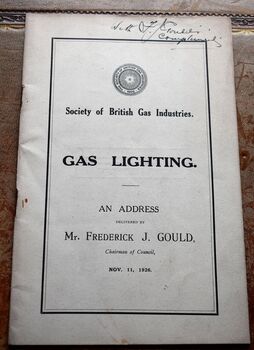 Society of British Gas Industries.
GAS LIGHTING.
AN ADDRESS
DELIVERED BY
Mr. Frederick J. GOULD,
Chairman of Council,
NOV. 11, 1926.